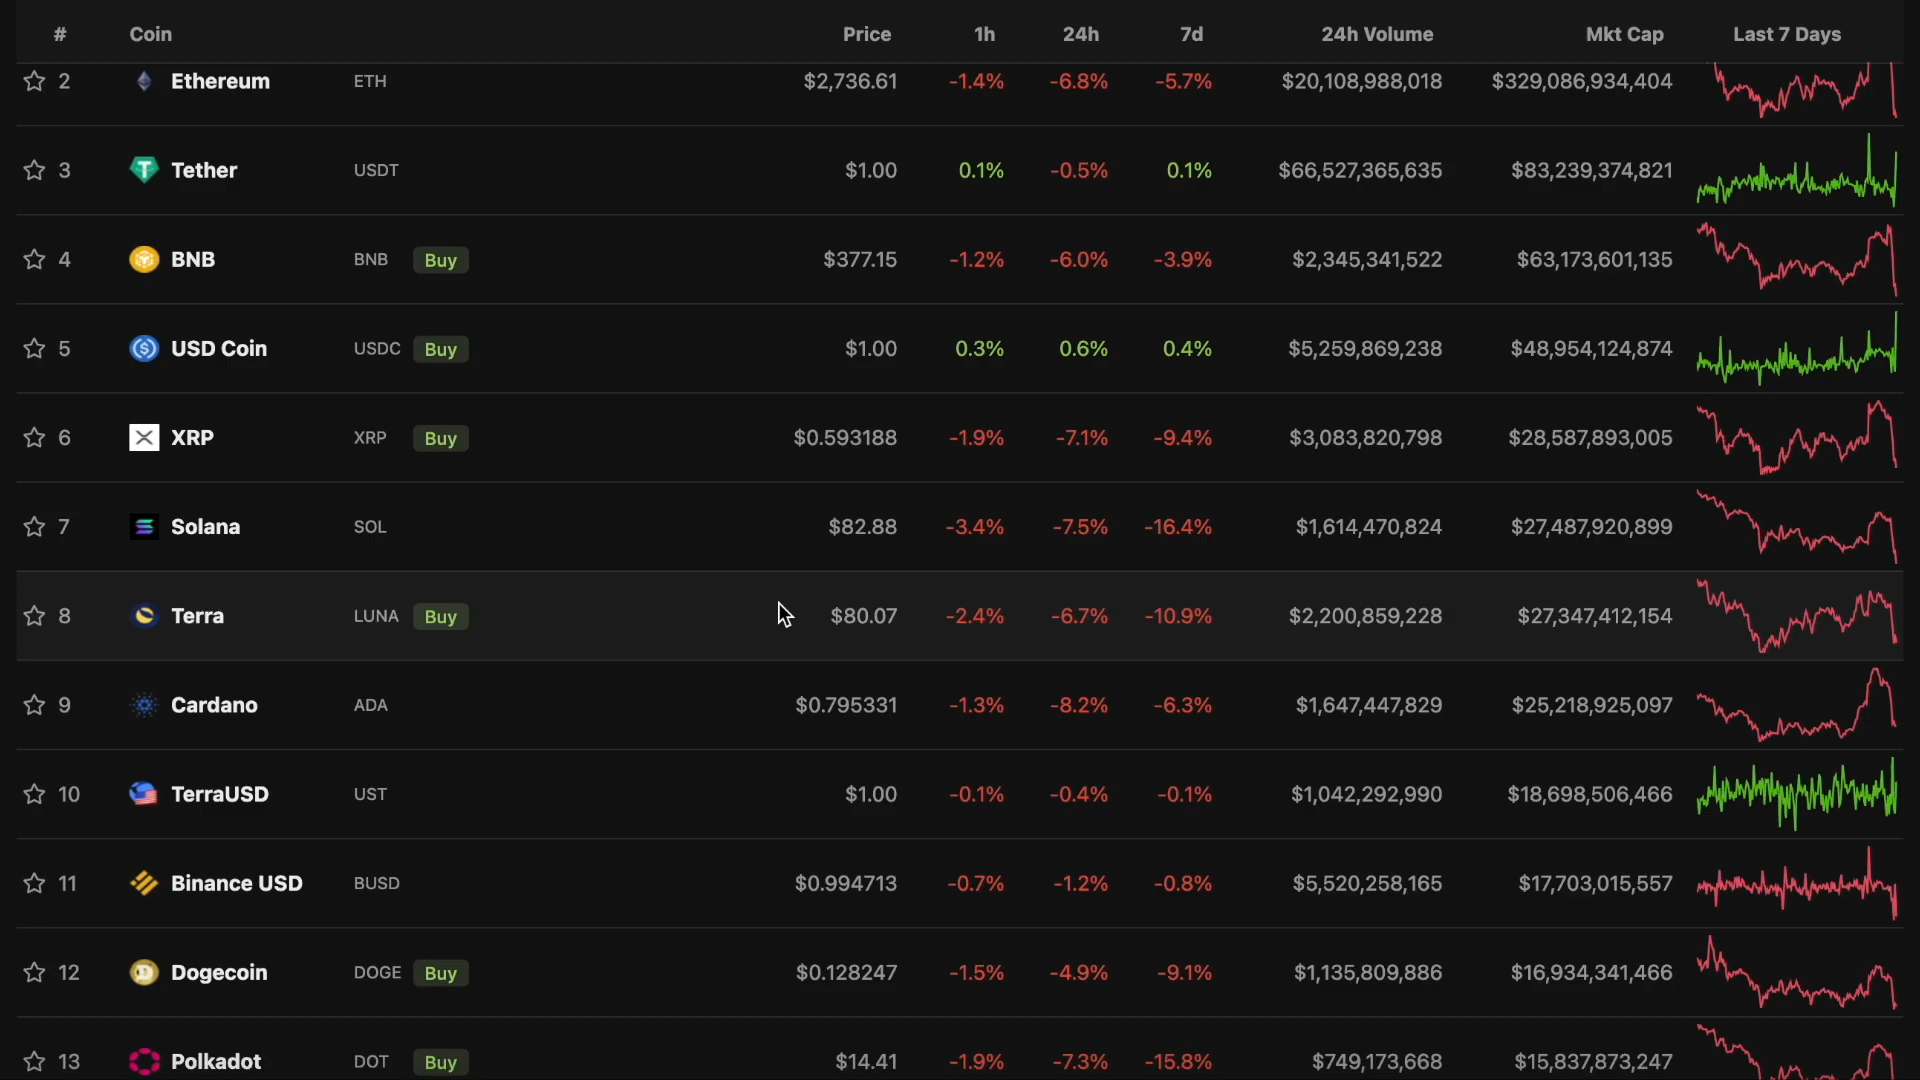 # Coin Price 1h 24h 7d 24h Volume Mkt Cap Last 7 Days
2 Ethereum ETH $2,736.61 -1.4% -6.8% -5.7% $20,108,988,018 $329,086,934,404
3 Tether USDT $1.00 0.1% -0.5% 0.1% $66,527,365,635 $83,239,374,821
4 BNB BNB Buy $377.15 -1.2% -6.0% -3.9% $2,345,341,522 $63,173,601,135
5 USD Coin USDC Buy $1.00 0.3% 0.6% 0.4% $5,259,869,238 $48,954,124,874
6 XRP XRP Buy $0.593188 -1.9% -7.1% -9.4% $3,083,820,798 $28,587,893,005
7 Solana SOL $82.88 -3.4% -7.5% -16.4% $1,614,470,824 $27,487,920,899
8 Terra LUNA Buy $80.07 -2.4% -6.7% -10.9% $2,200,859,228 $27,347,412,154
9 Cardano ADA $0.795331 -1.3% -8.2% -6.3% $1,647,447,829 $25,218,925,097
10 TerraUSD UST $1.00 -0.1% -0.4% -0.1% $1,042,292,990 $18,698,506,466
11 Binance USD BUSD $0.994713 -0.7% -1.2% -0.8% $5,520,258,165 $17,703,015,557
12 Dogecoin DOGE Buy $0.128247 -1.5% -4.9% -9.1% $1,135,809,886 $16,934,341,466
13 Polkadot DOT Buy $14.41 -1.9% -7.3% -15.8% $749,173,668 $15,837,873,247